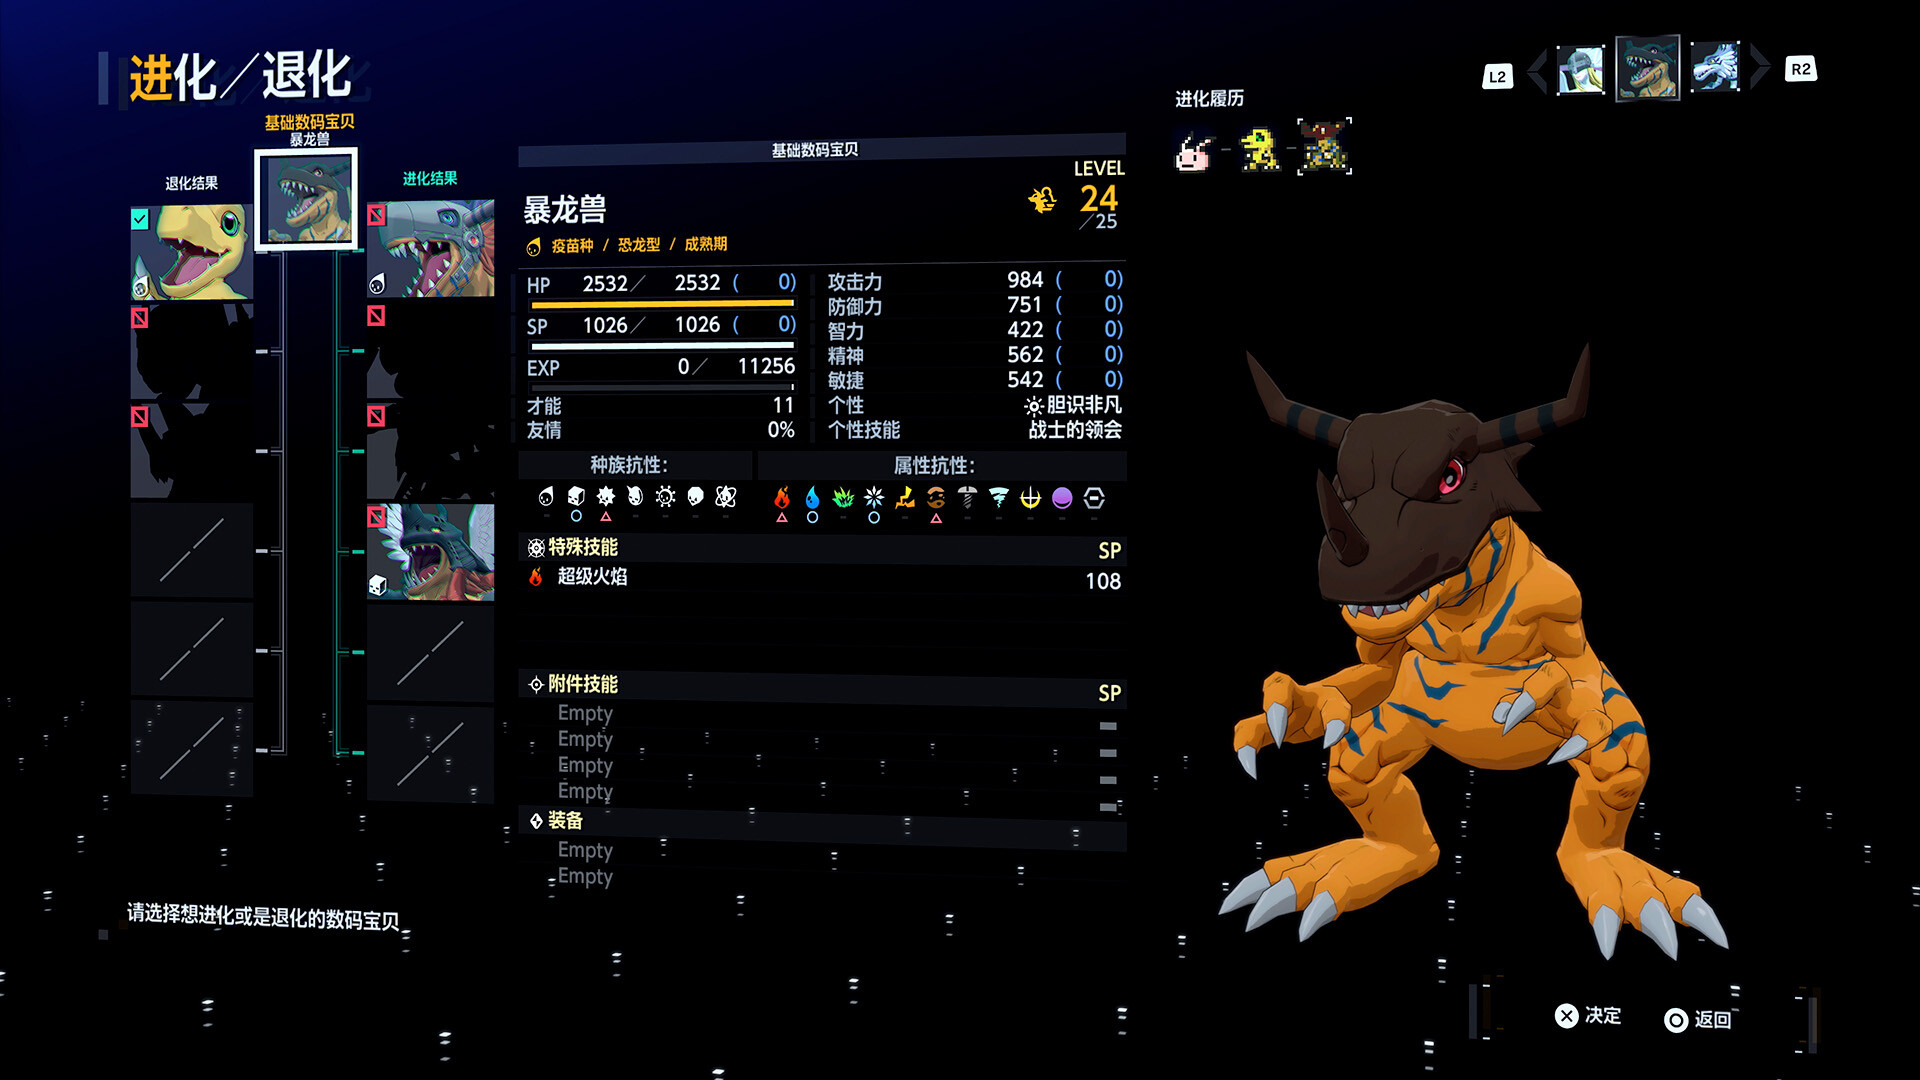 进化／退化
L2
R2
进化履历
基础数码宝贝
暴龙兽
退化结果
进化结果
基础数码宝贝
LEVEL
暴龙兽
24
／25
疫苗种 / 恐龙型 / 成熟期
HP 2532／ 2532 ( 0)
SP 1026／ 1026 ( 0)
EXP 0／ 11256
才能 11
友情 0%
攻击力 984 ( 0)
防御力 751 ( 0)
智力 422 ( 0)
精神 562 ( 0)
敏捷 542 ( 0)
个性 胆识非凡
个性技能 战士的领会
种族抗性：
属性抗性：
特殊技能 SP
超级火焰 108
附件技能 SP
Empty
Empty
Empty
Empty
装备
Empty
Empty
请选择想进化或是退化的数码宝贝
决定
返回